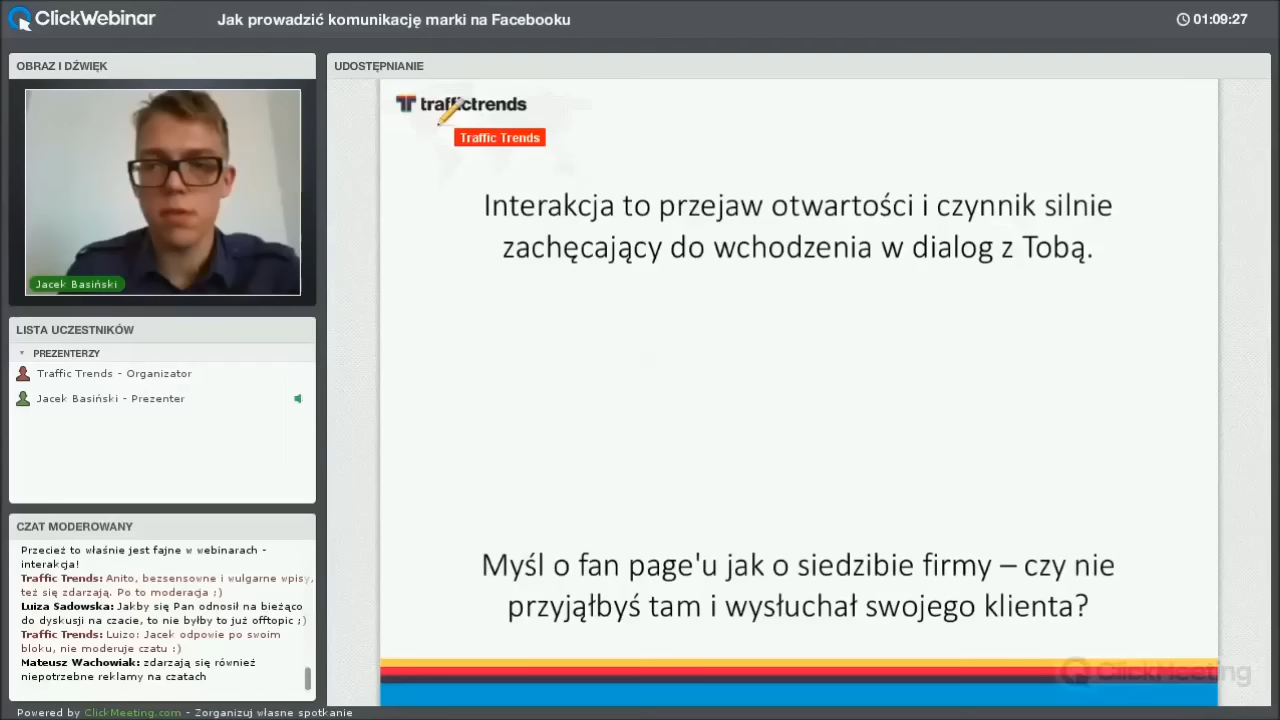 ClickWebinar
Jak prowadzić komunikację marki na Facebooku
01:09:27
OBRAZ I DŹWIĘK
Jacek Basiński
LISTA UCZESTNIKÓW
PREZENTERZY
Traffic Trends - Organizator
Jacek Basiński - Prezenter
CZAT MODEROWANY
Przecież to właśnie jest fajne w webinarach -
interakcja!
Traffic Trends: Anito, bezsensowne i wulgarne wpisy,
też się zdarzają. Po to moderacja :)
Luiza Sadowska: Jakby się Pan odnosił na bieżąco
do dyskusji na czacie, to nie byłby to już offtopic ;)
Traffic Trends: Luizo: Jacek odpowie po swoim
bloku, nie moderuje czatu :)
Mateusz Wachowiak: zdarzają się również
niepotrzebne reklamy na czatach
UDOSTĘPNIANIE
traffictrends
Traffic Trends
Interakcja to przejaw otwartości i czynnik silnie
zachęcający do wchodzenia w dialog z Tobą.
Myśl o fan page'u jak o siedzibie firmy – czy nie
przyjąłbyś tam i wysłuchał swojego klienta?
ClickMeeting
Powered by ClickMeeting.com - Zorganizuj własne spotkanie